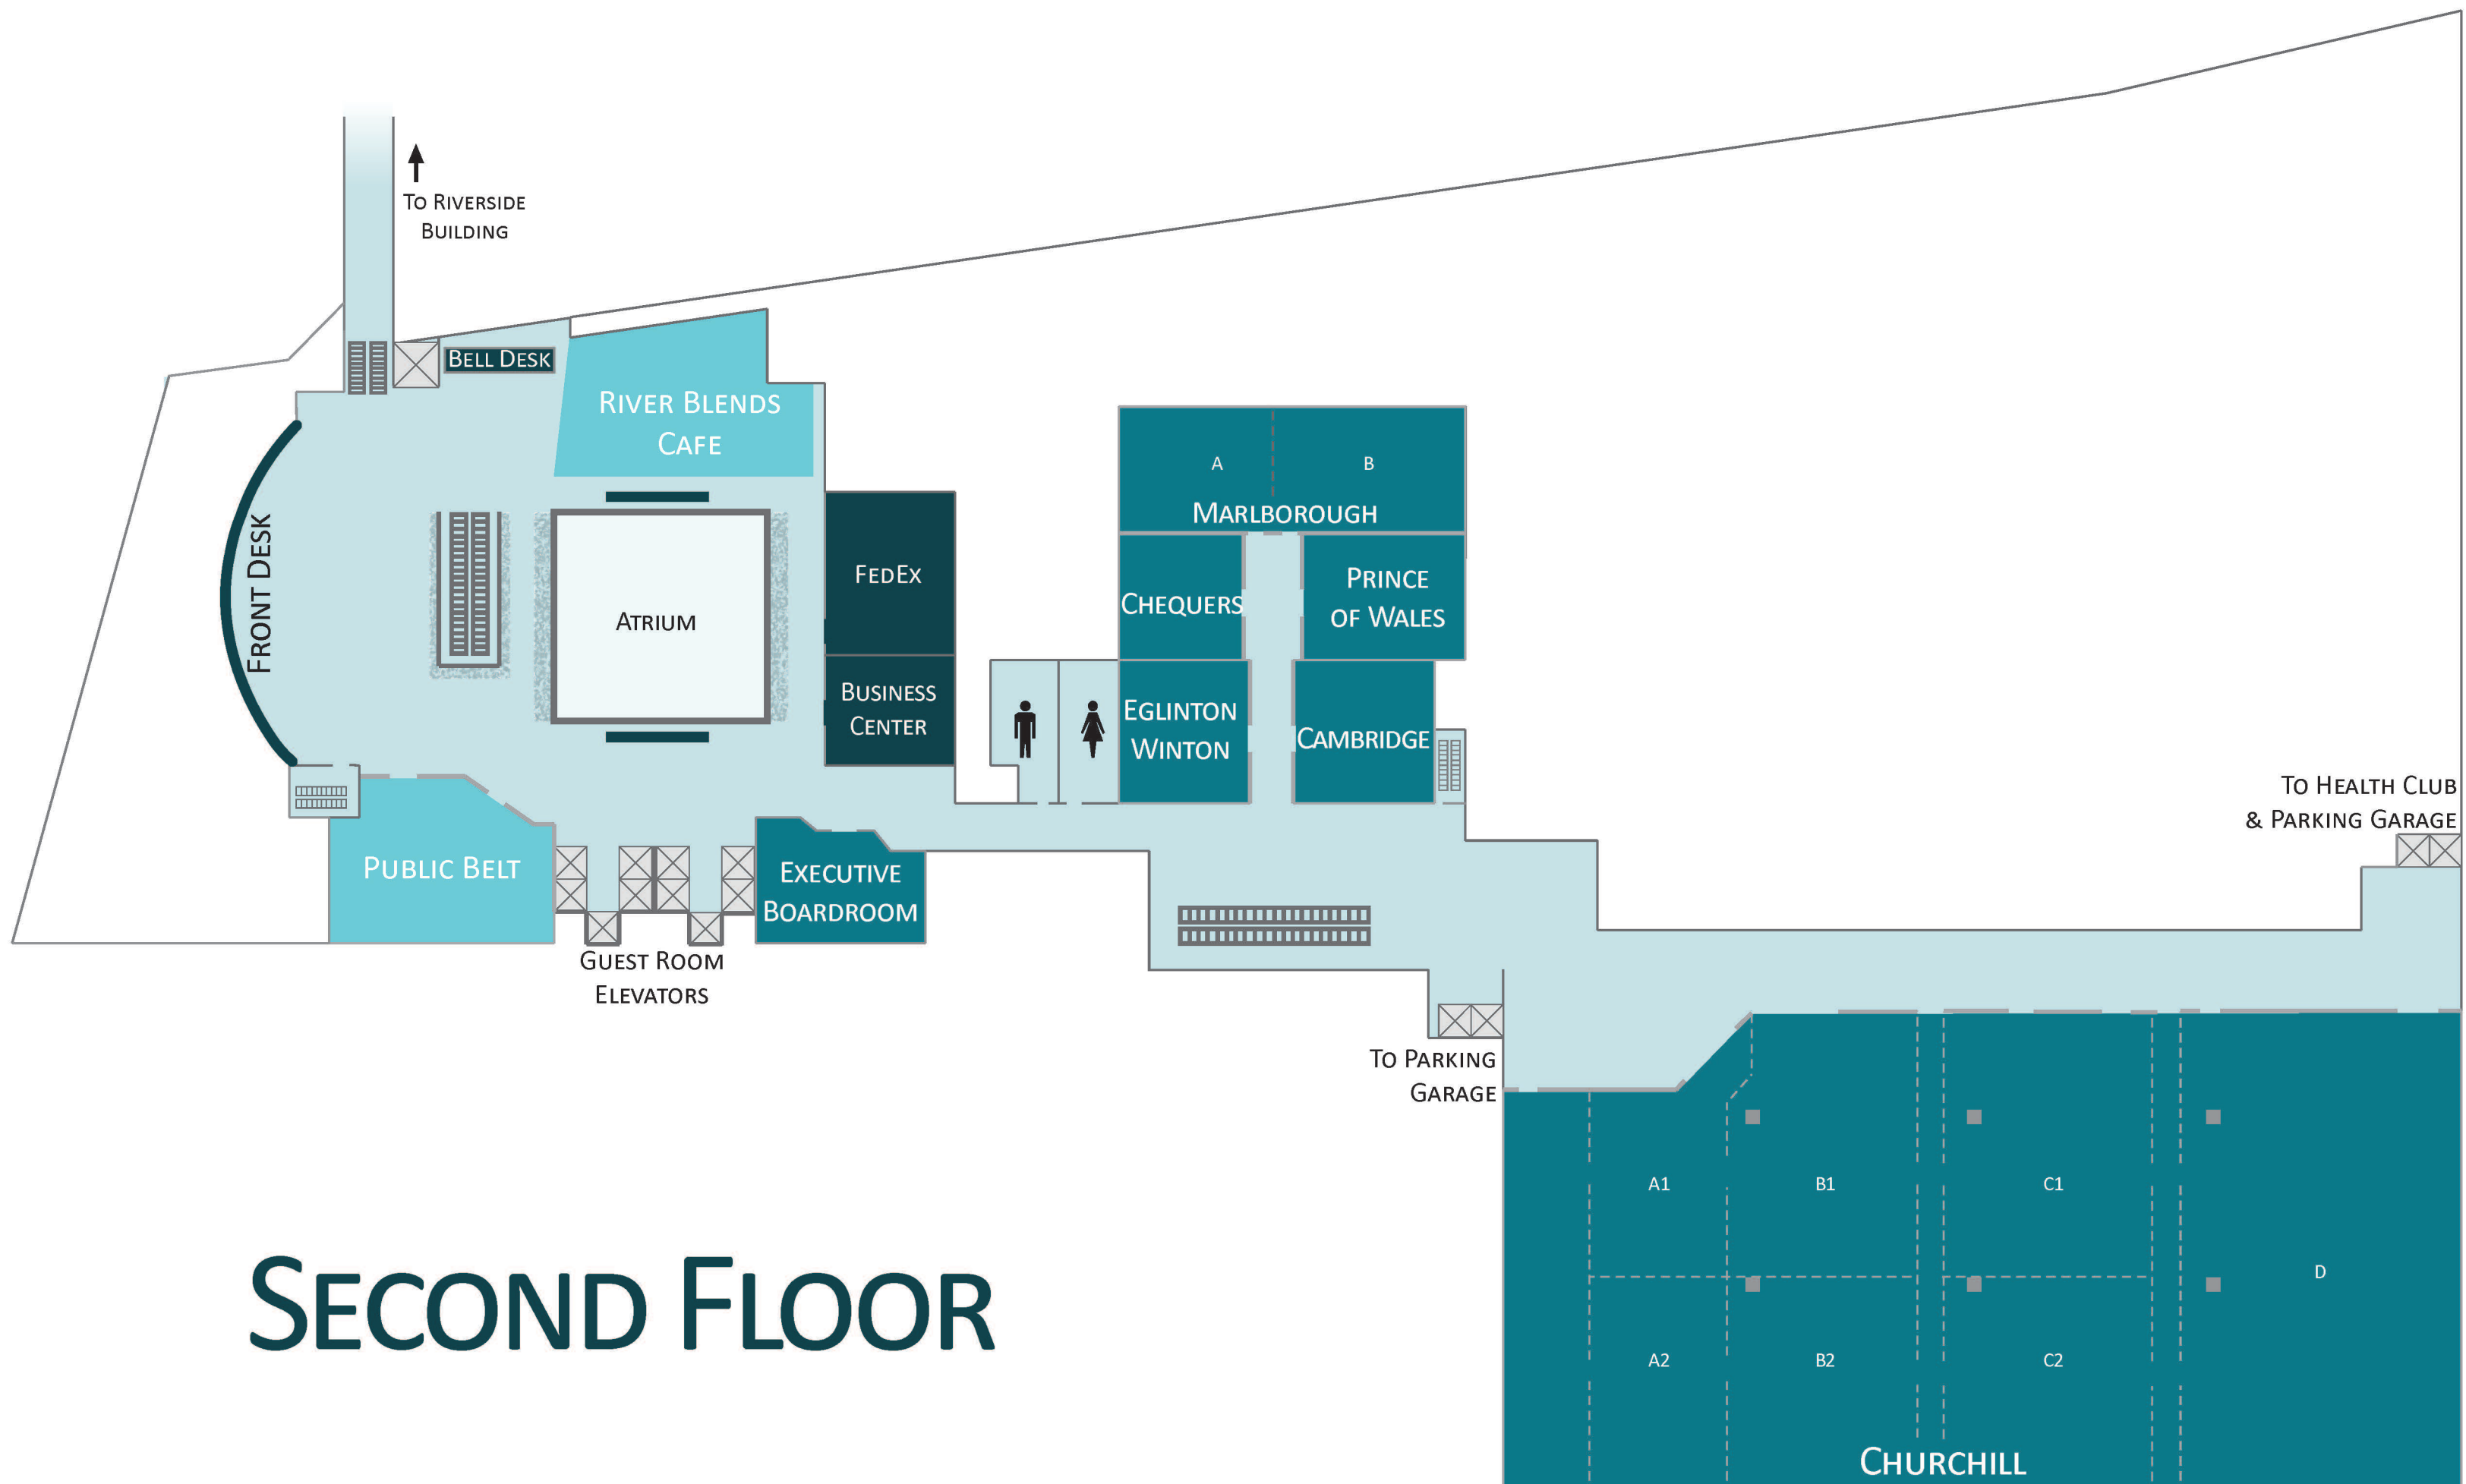 To Riverside
Building
Bell Desk
River Blends
Cafe
Front Desk
Atrium
FedEx
Business
Center
A
B
Marlborough
Chequers
Prince
of Wales
Eglinton
Winton
Cambridge
To Health Club
& Parking Garage
Public Belt
Executive
Boardroom
Guest Room
Elevators
To Parking
Garage
A1
B1
C1
D
A2
B2
C2
Churchill
Second Floor